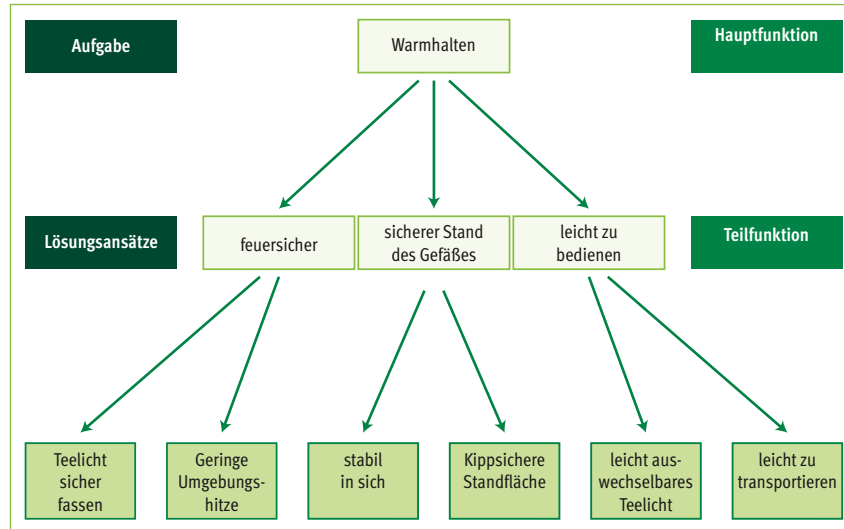 Aufgabe
Warmhalten
Hauptfunktion
Lösungsansätze
feuersicher
sicherer Stand
des Gefäßes
leicht zu
bedienen
Teilfunktion
Teelicht
sicher
fassen
Geringe
Umgebungs-
hitze
stabil
in sich
Kippsichere
Standfläche
leicht aus-
wechselbares
Teelicht
leicht zu
transportieren